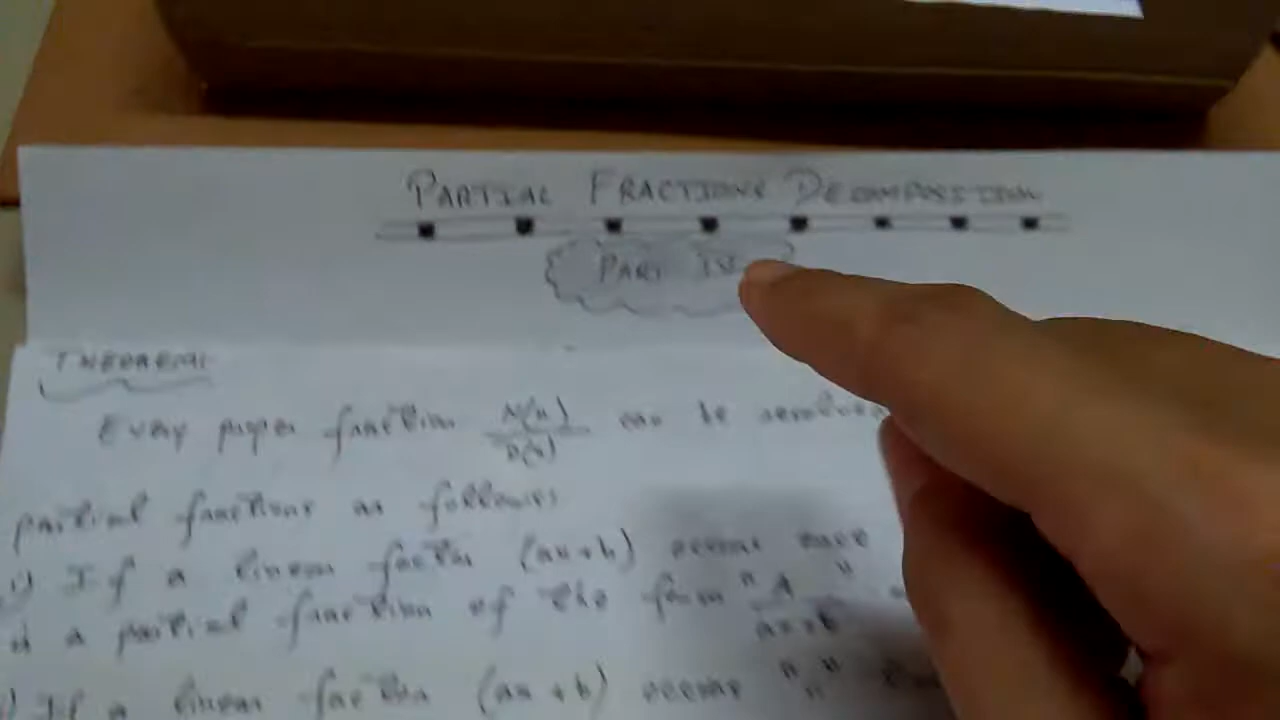 PARTIAL FRACTIONS DECOMPOSITION
PART IV
THEOREM:
Every proper fraction N(x)/D(x) can be resolved
partial fractions as follows:
i) If a linear factor (ax+b) occurs once
is a partial fraction of the form " A/ax+b "
If a linear factor (ax+b) occurs "n"